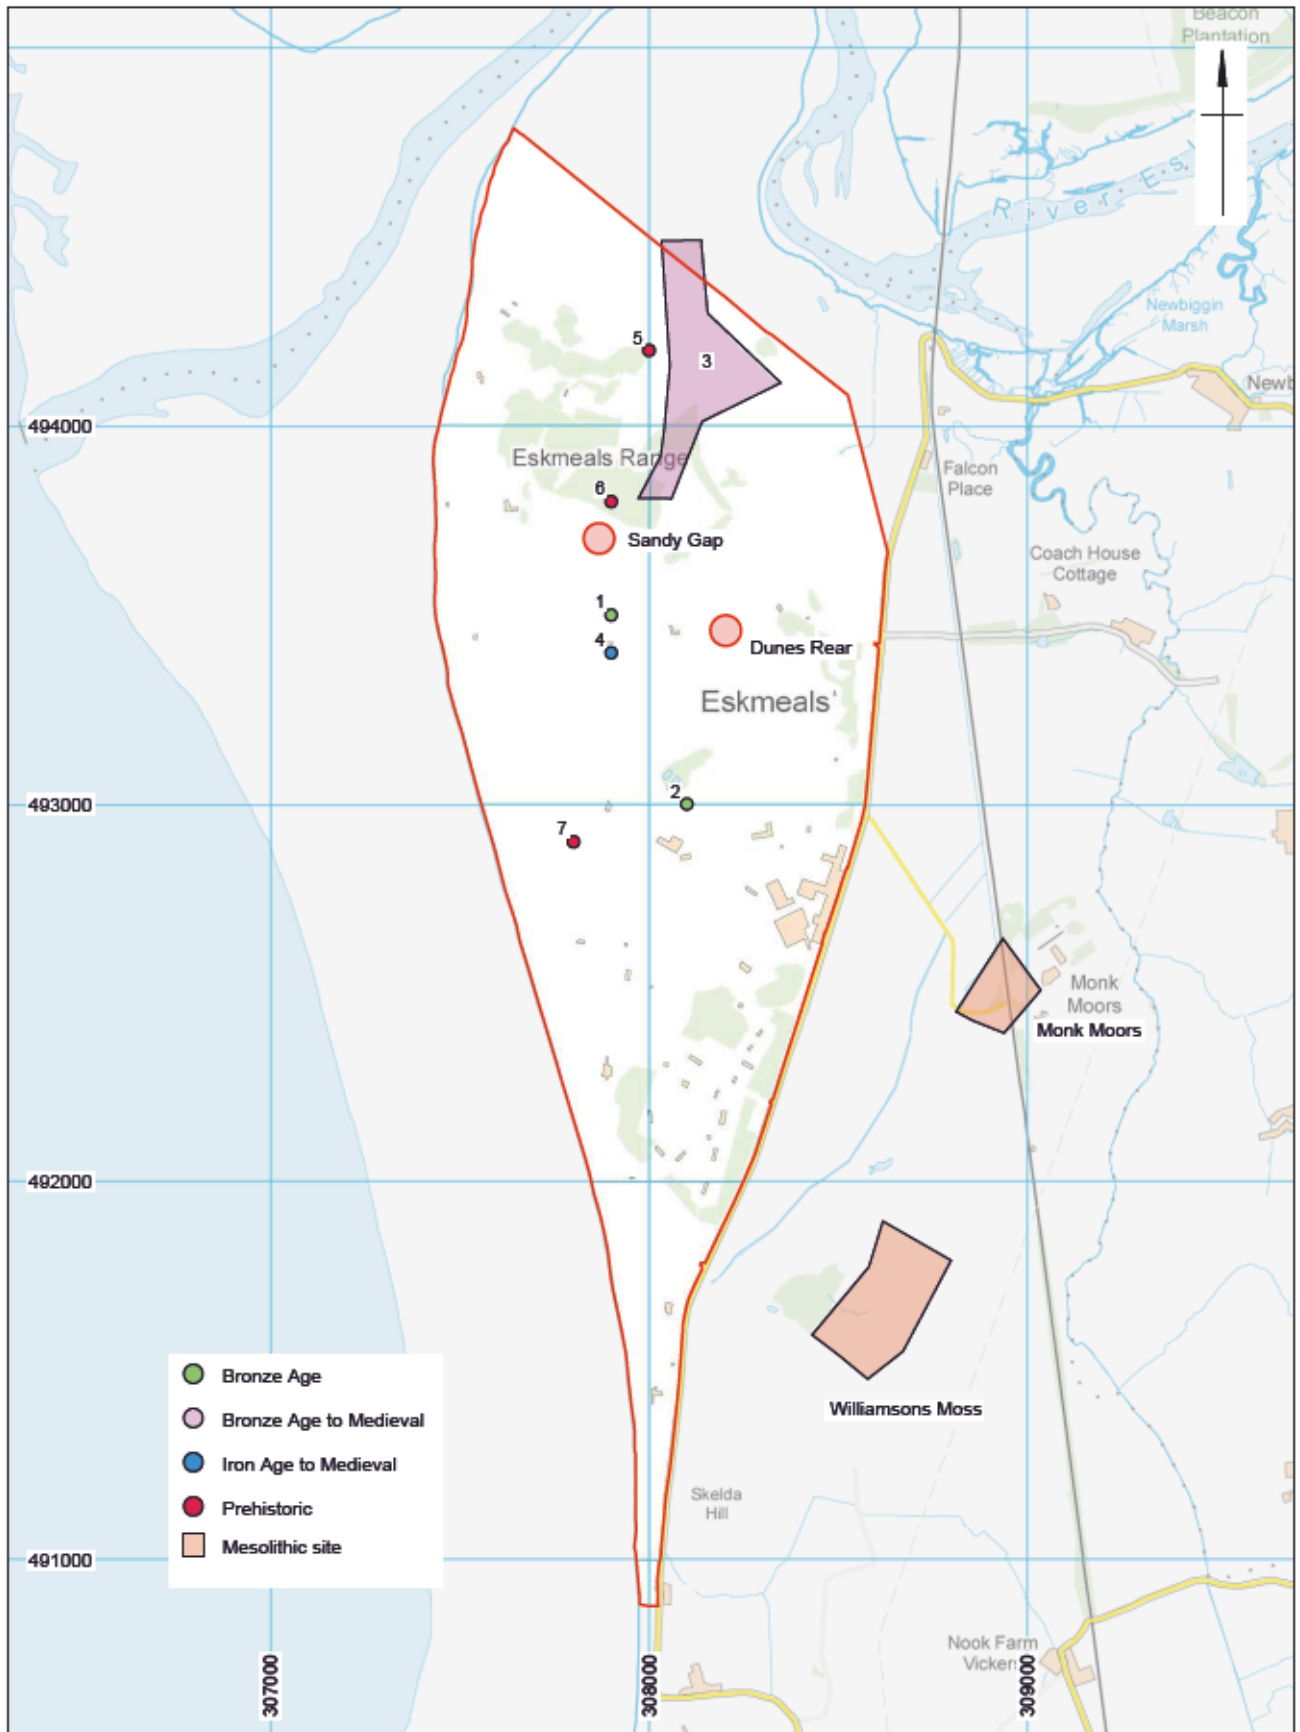 Beacon
Plantation
River Es
Newbiggin
Marsh
5
3
Newb
494000
Eskmeals Range
Falcon
Place
6
Sandy Gap
Coach House
Cottage
1
4
Dunes Rear
Eskmeals
493000
2
7
Monk
Moors
Monk Moors
492000
Bronze Age
Bronze Age to Medieval
Iron Age to Medieval
Prehistoric
Mesolithic site
Williamsons Moss
Skelda
Hill
491000
Nook Farm
Vickers
307000
308000
309000